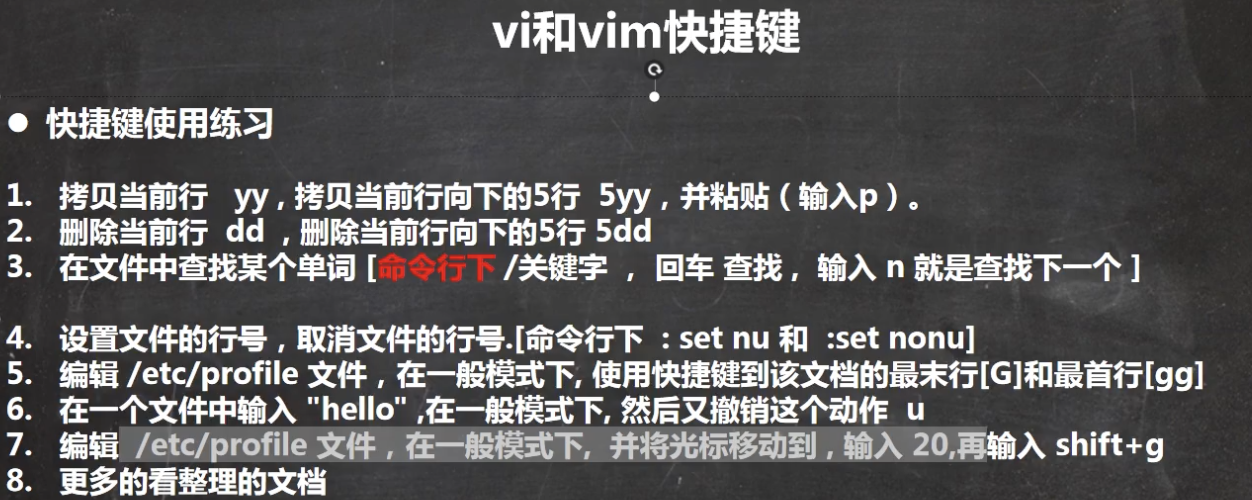 vi和vim快捷键
● 快捷键使用练习
1. 拷贝当前行 yy , 拷贝当前行向下的5行 5yy，并粘贴（输入p）。
2. 删除当前行 dd , 删除当前行向下的5行 5dd
3. 在文件中查找某个单词 [命令行下 /关键字 ， 回车 查找 , 输入 n 就是查找下一个 ]
4. 设置文件的行号，取消文件的行号.[命令行下 : set nu 和 :set nonu]
5. 编辑 /etc/profile 文件，在一般模式下, 使用快捷键到该文档的最末行[G]和最首行[gg]
6. 在一个文件中输入 "hello" ,在一般模式下, 然后又撤销这个动作 u
7. 编辑 /etc/profile 文件，在一般模式下, 并将光标移动到 , 输入 20,再输入 shift+g
8. 更多的看整理的文档